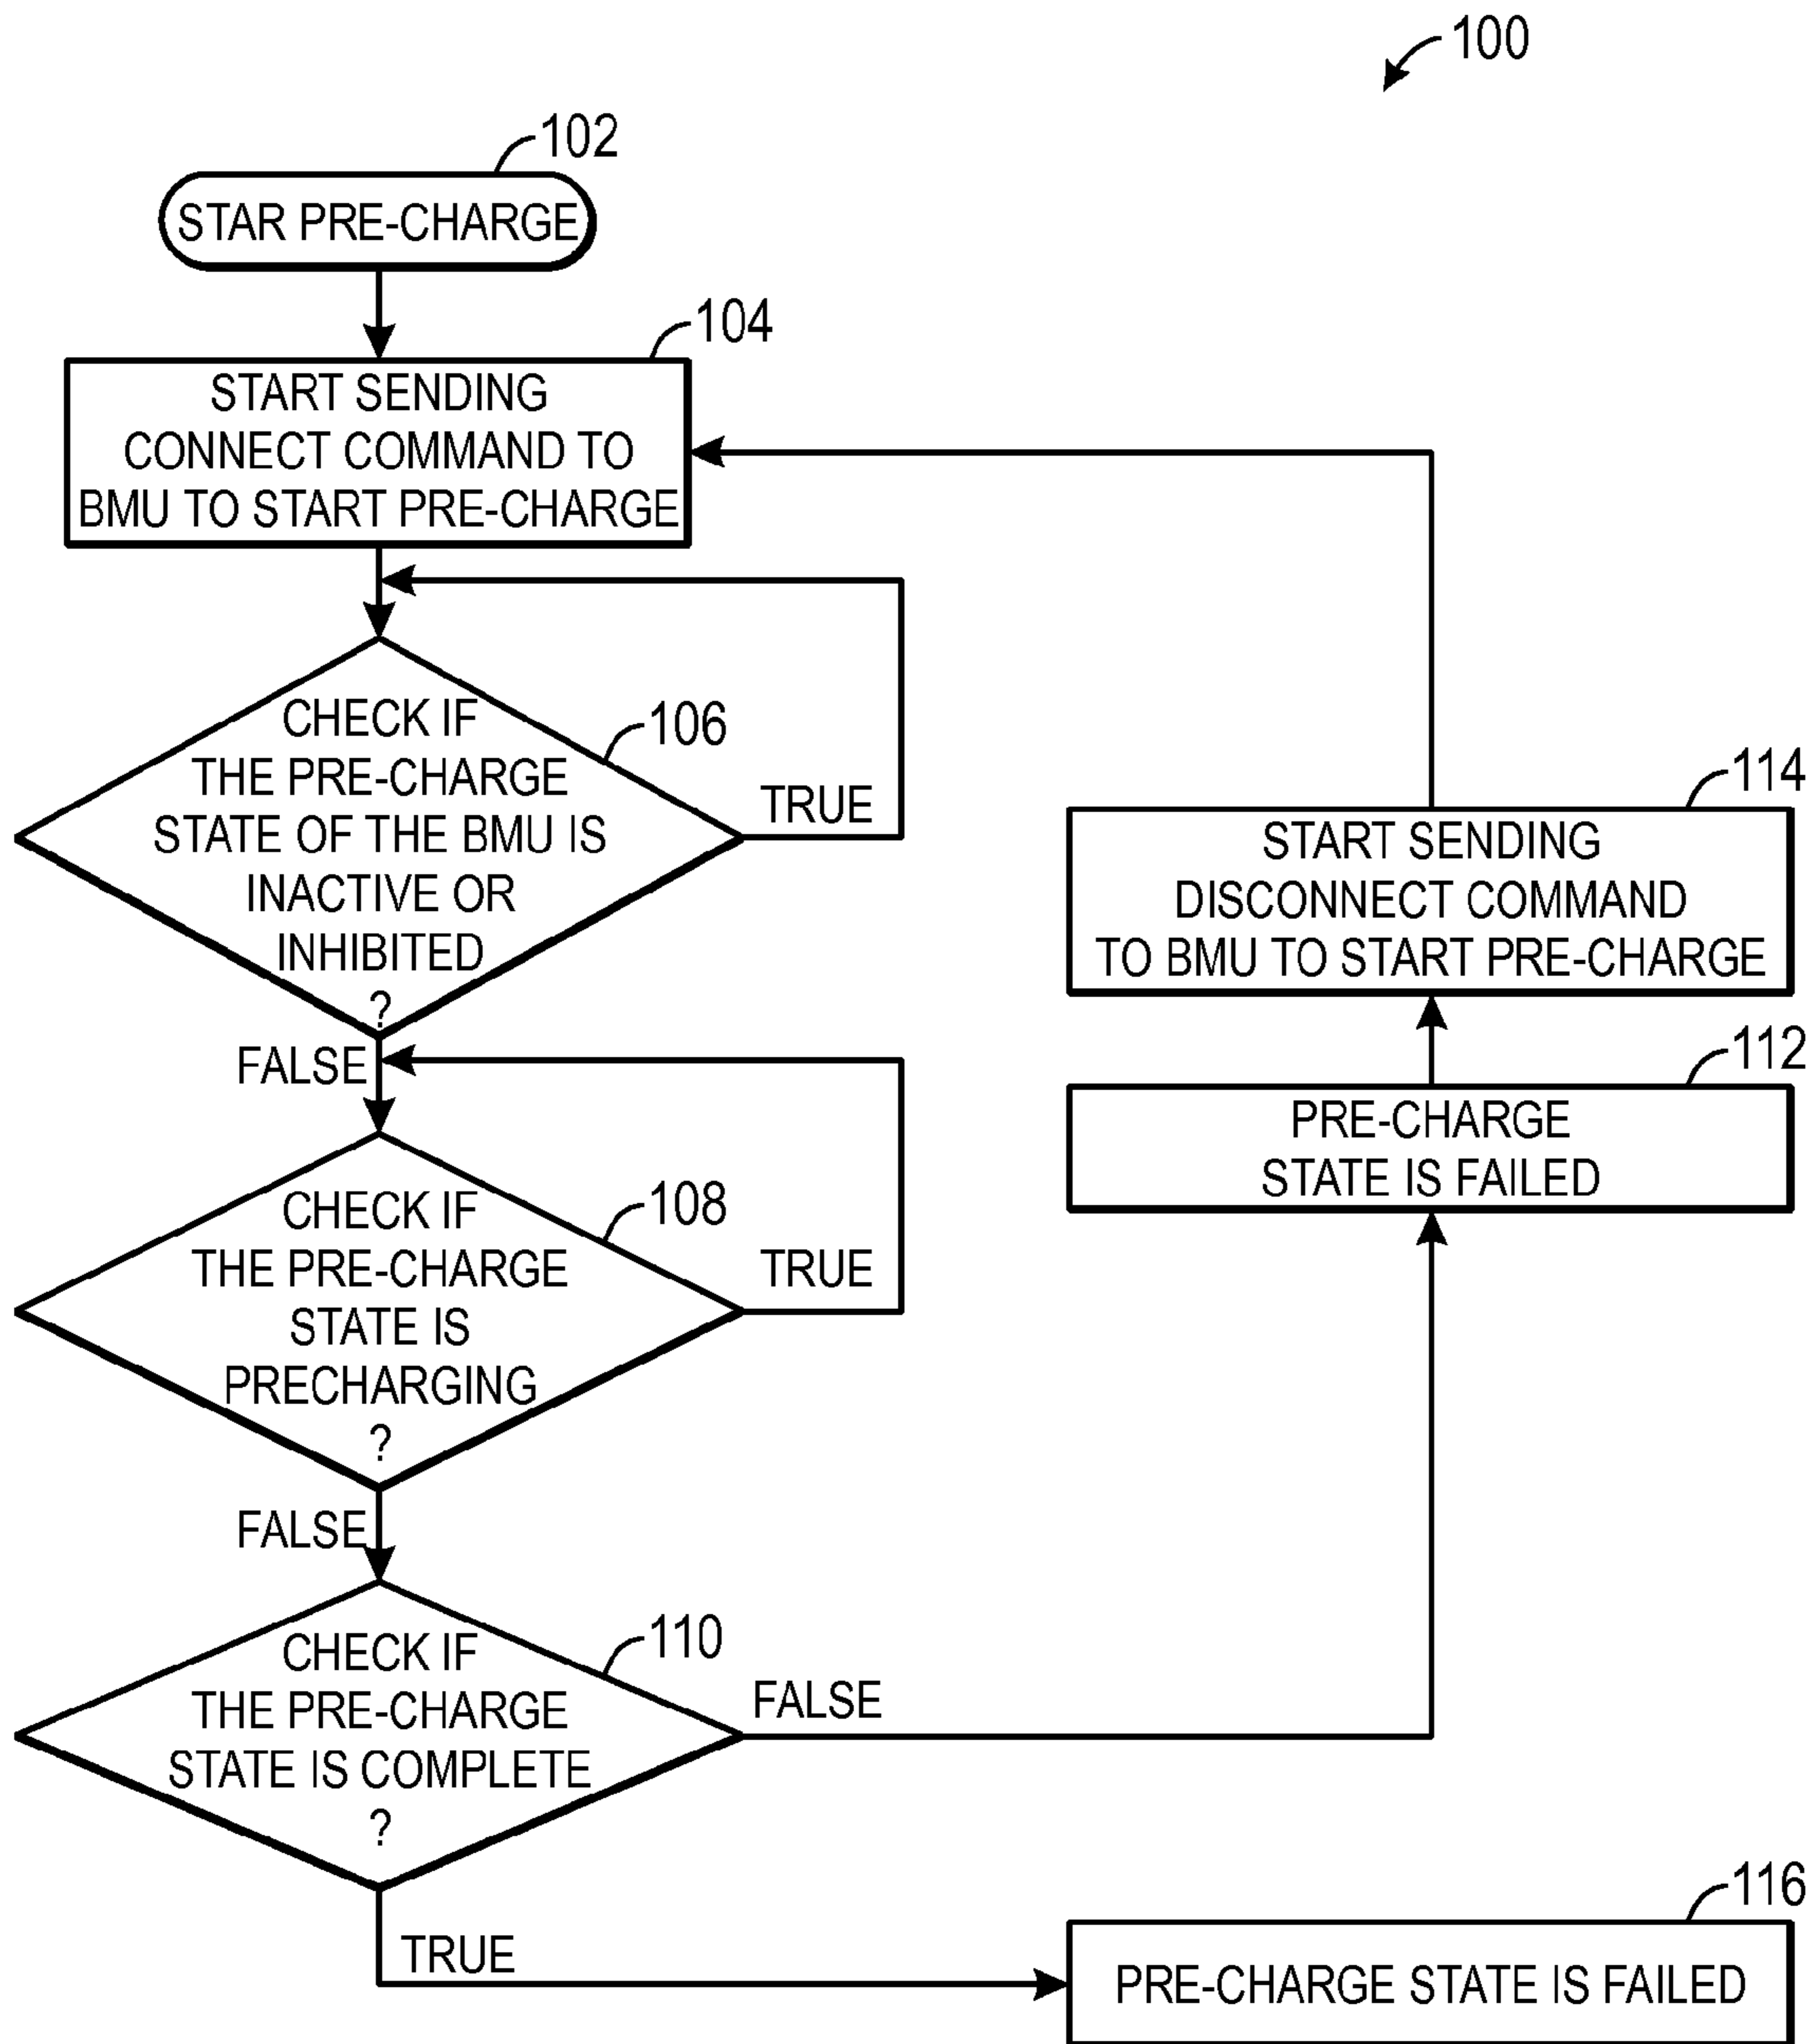 100
102
STAR PRE-CHARGE
104
START SENDING
CONNECT COMMAND TO
BMU TO START PRE-CHARGE
CHECK IF
THE PRE-CHARGE
STATE OF THE BMU IS
INACTIVE OR
INHIBITED
?
106
TRUE
FALSE
CHECK IF
THE PRE-CHARGE
STATE IS
PRECHARGING
?
108
TRUE
FALSE
CHECK IF
THE PRE-CHARGE
STATE IS COMPLETE
?
110
FALSE
TRUE
114
START SENDING
DISCONNECT COMMAND
TO BMU TO START PRE-CHARGE
112
PRE-CHARGE
STATE IS FAILED
116
PRE-CHARGE STATE IS FAILED